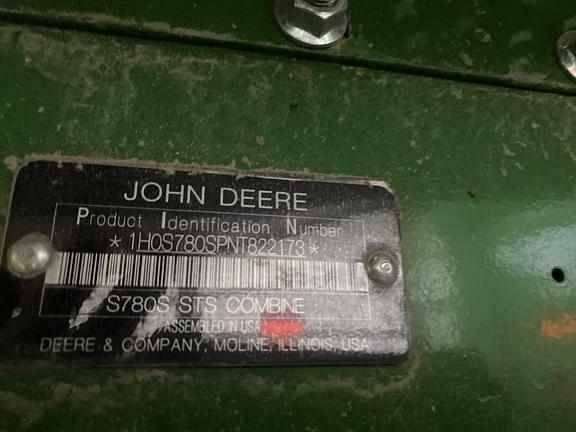 JOHN DEERE
Product Identification Number
*1H0S780SPNT822173*
S780S STS COMBINE
ASSEMBLED IN USA
DEERE & COMPANY, MOLINE, ILLINOIS, USA